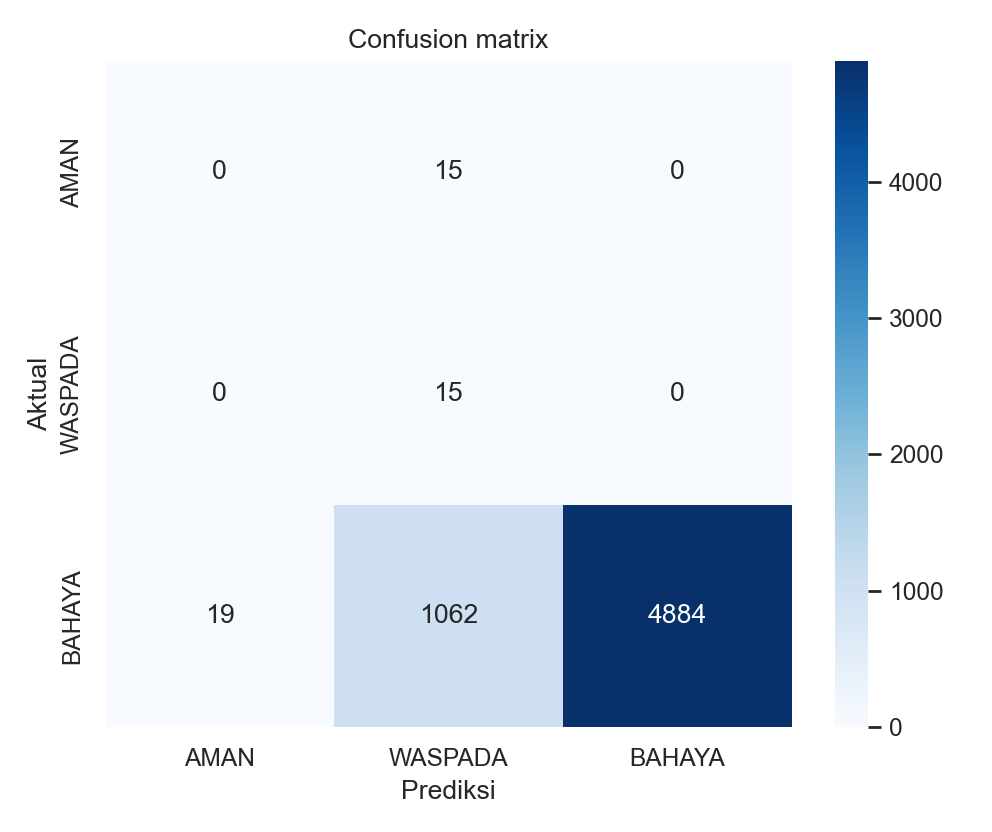 Confusion matrix
AMAN
0 15 0
4000
3000
Aktual
WASPADA
0 15 0
2000
1000
BAHAYA
19 1062 4884
0
AMAN WASPADA BAHAYA
Prediksi